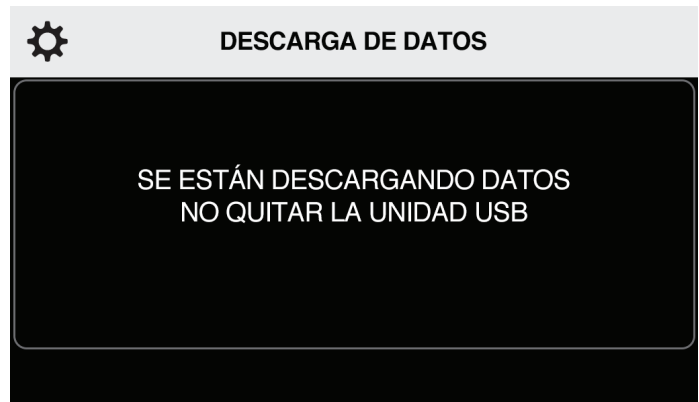 DESCARGA DE DATOS
SE ESTÁN DESCARGANDO DATOS
NO QUITAR LA UNIDAD USB